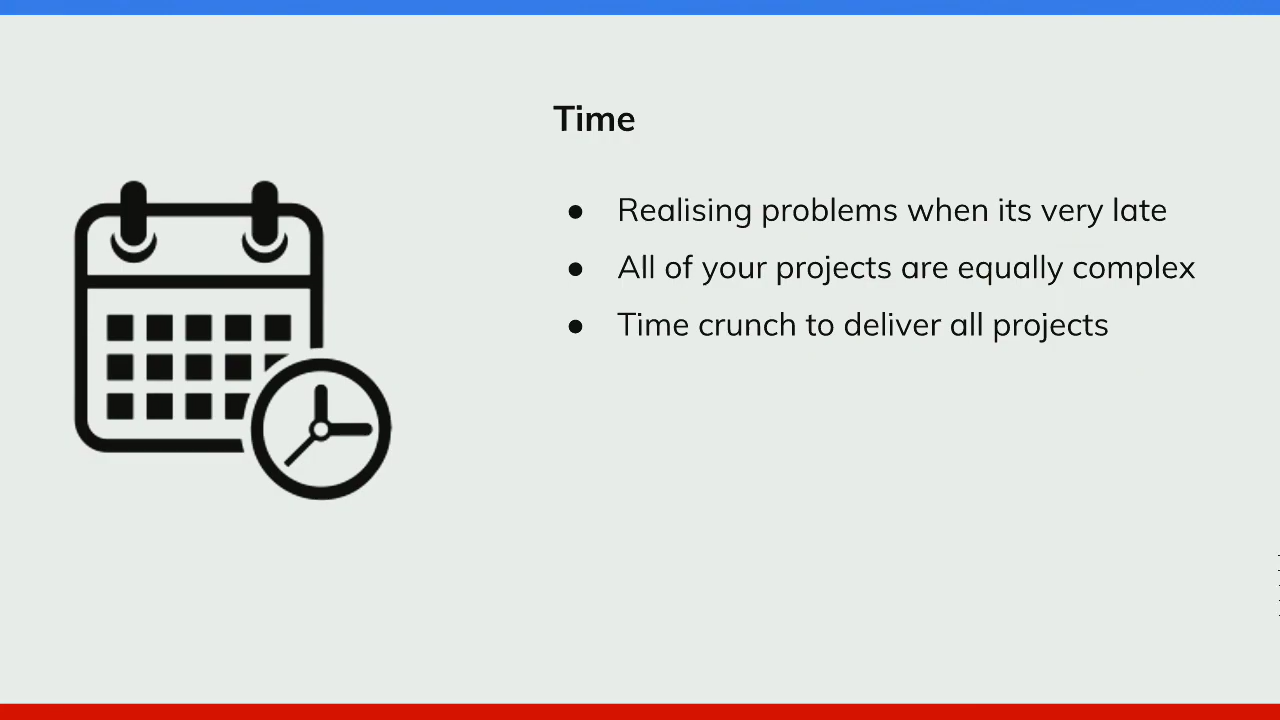 Time
● Realising problems when its very late
● All of your projects are equally complex
● Time crunch to deliver all projects